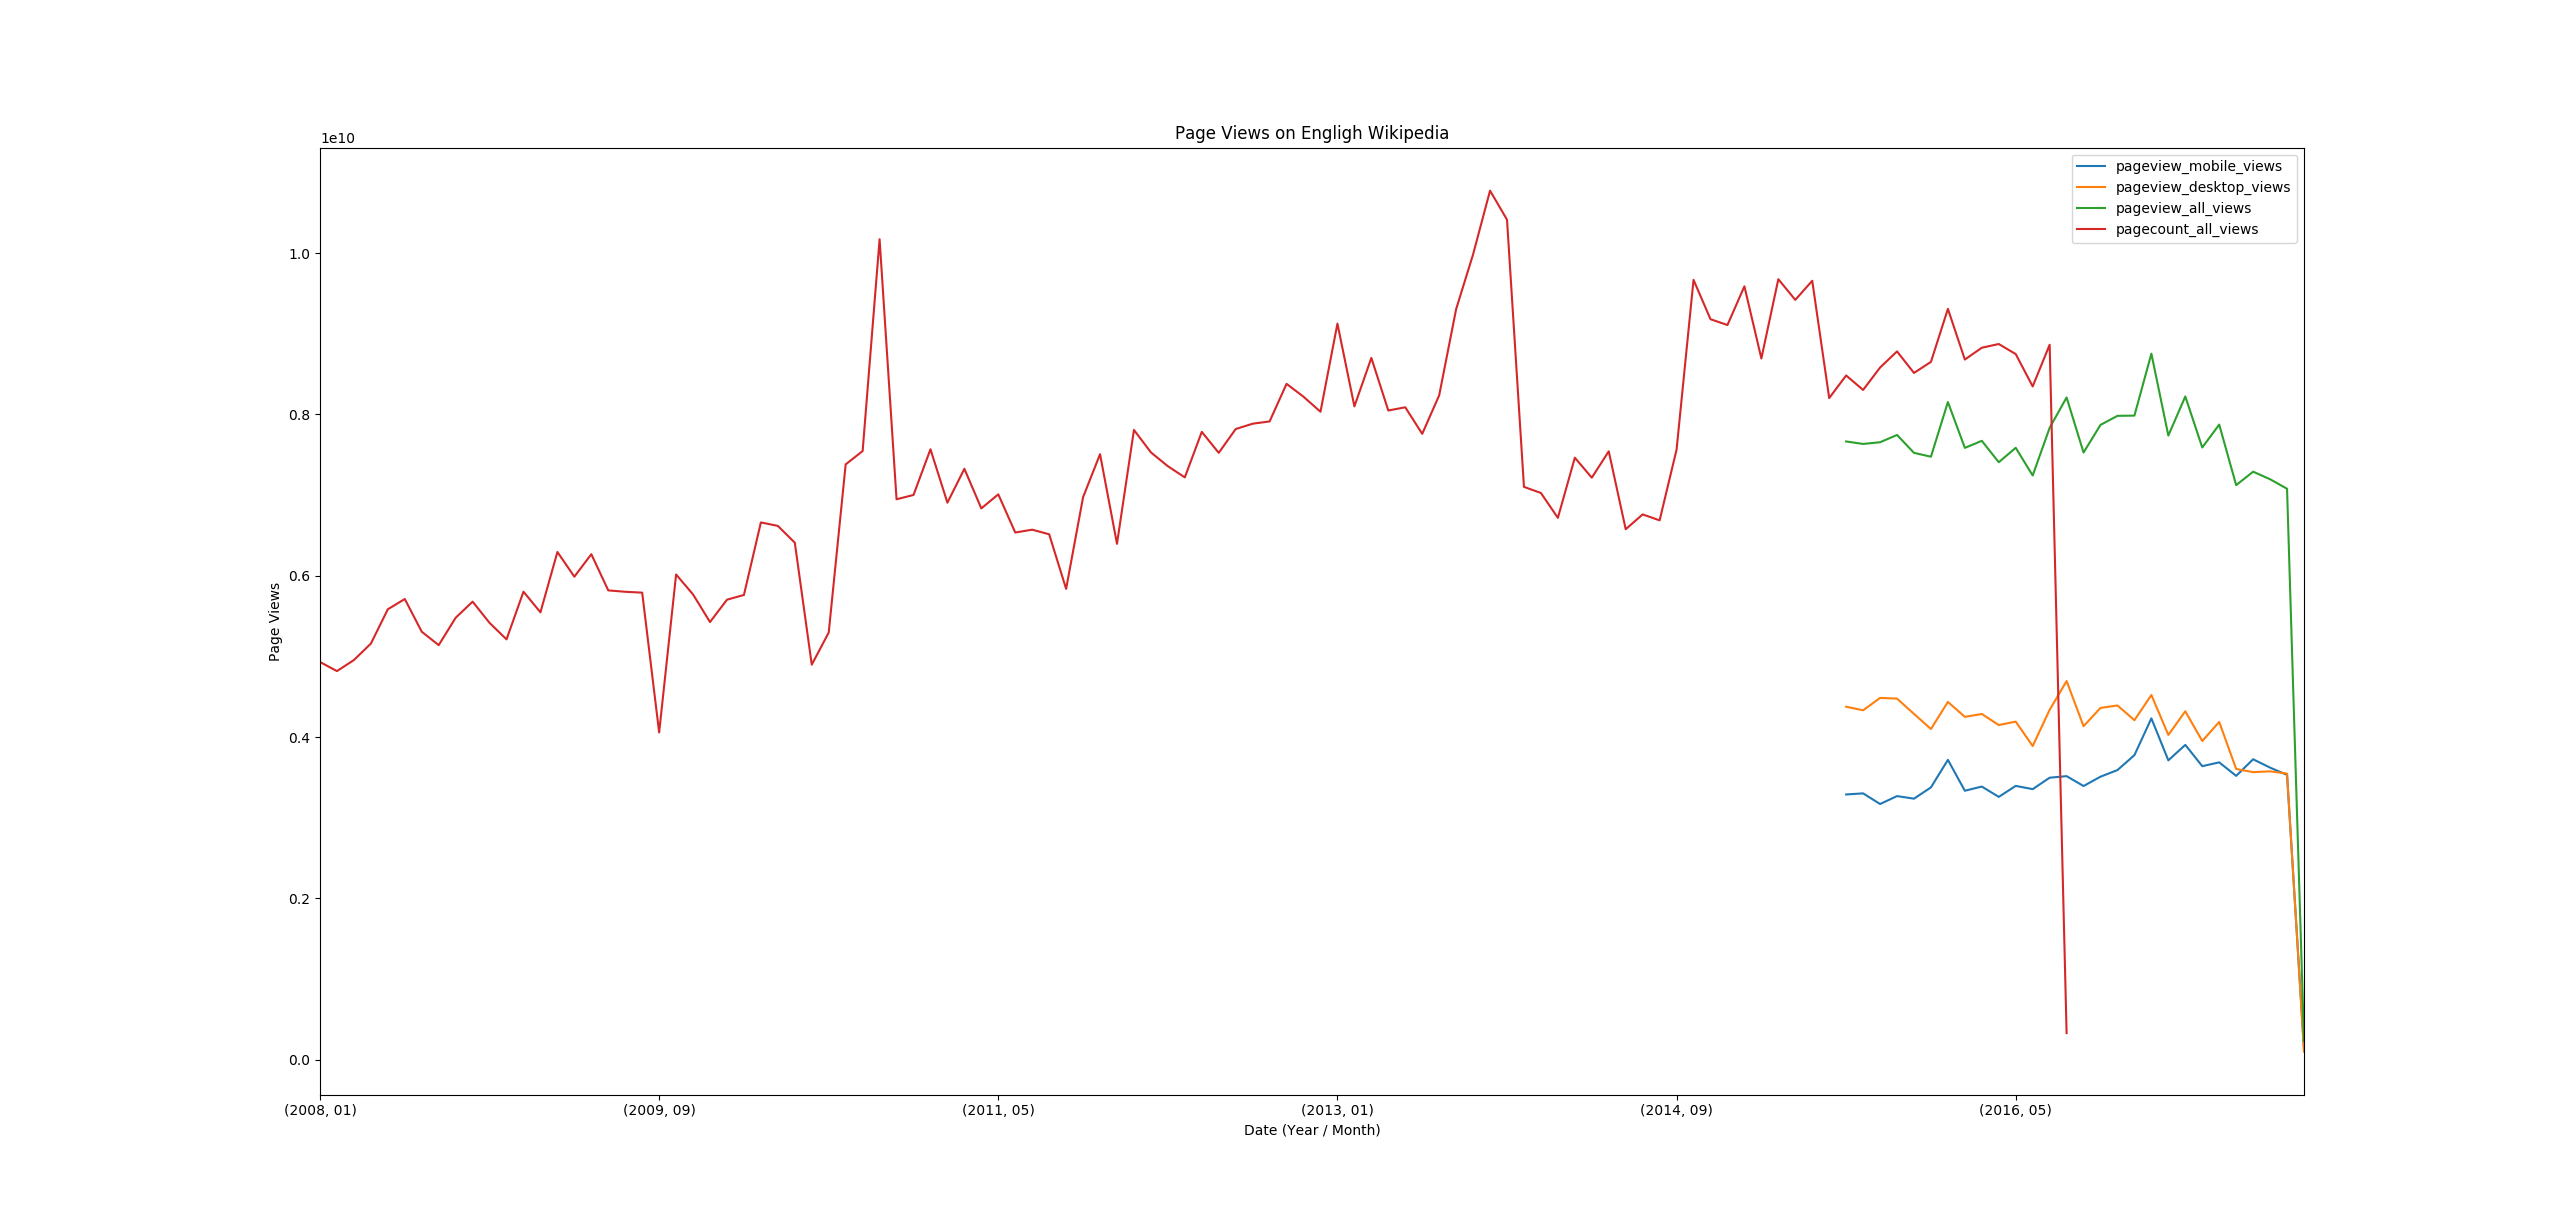 Page Views on Engligh Wikipedia
1e10
pageview_mobile_views
pageview_desktop_views
pageview_all_views
pagecount_all_views
1.0
0.8
0.6
0.4
0.2
0.0
Page Views
(2008, 01) (2009, 09) (2011, 05) (2013, 01) (2014, 09) (2016, 05)
Date (Year / Month)